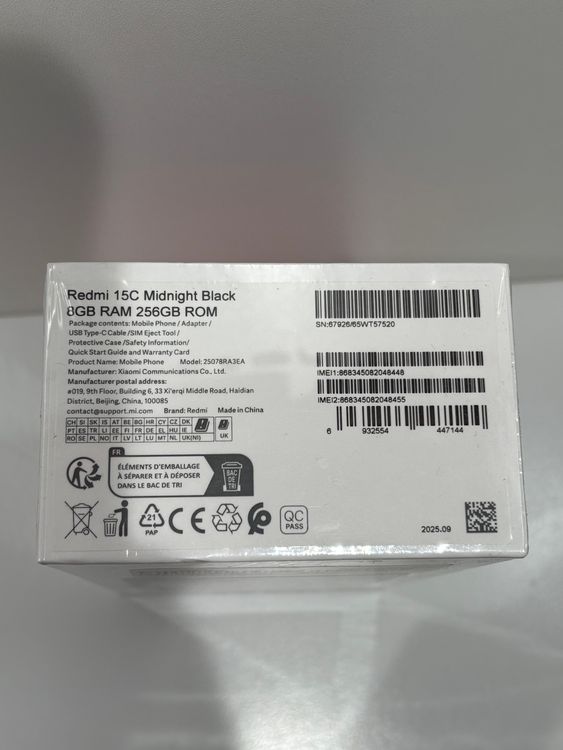 Redmi 15C Midnight Black
8GB RAM 256GB ROM
Package contents: Mobile Phone / Adapter /
USB Type-C Cable /SIM Eject Tool /
Protective Case /Safety Information/
Quick Start Guide and Warranty Card
Product Name: Mobile Phone Model: 25078RA3EA
Manufacturer: Xiaomi Communications Co., Ltd.
Manufacturer postal address:
#019, 9th Floor, Building 6, 33 Xi'erqi Middle Road, Haidian
District, Beijing, China, 100085
contact@support.mi.com Brand: Redmi Made in China
CH SI SK IS AT BE BG HR CY CZ DK
PT ES TR LI EE FI FR DE EL HU IE
RO SE PL NO IT LV LT LU MT NL UK(NI)
UK
FR
ÉLÉMENTS D'EMBALLAGE
À SÉPARER ET À DÉPOSER
DANS LE BAC DE TRI
BAC
DE
TRI
21
PAP
CE
QC
PASS
SN:67926/65WT57520
IMEI1:868345082048448
IMEI2:868345082048455
6 932554 447144
2025.09